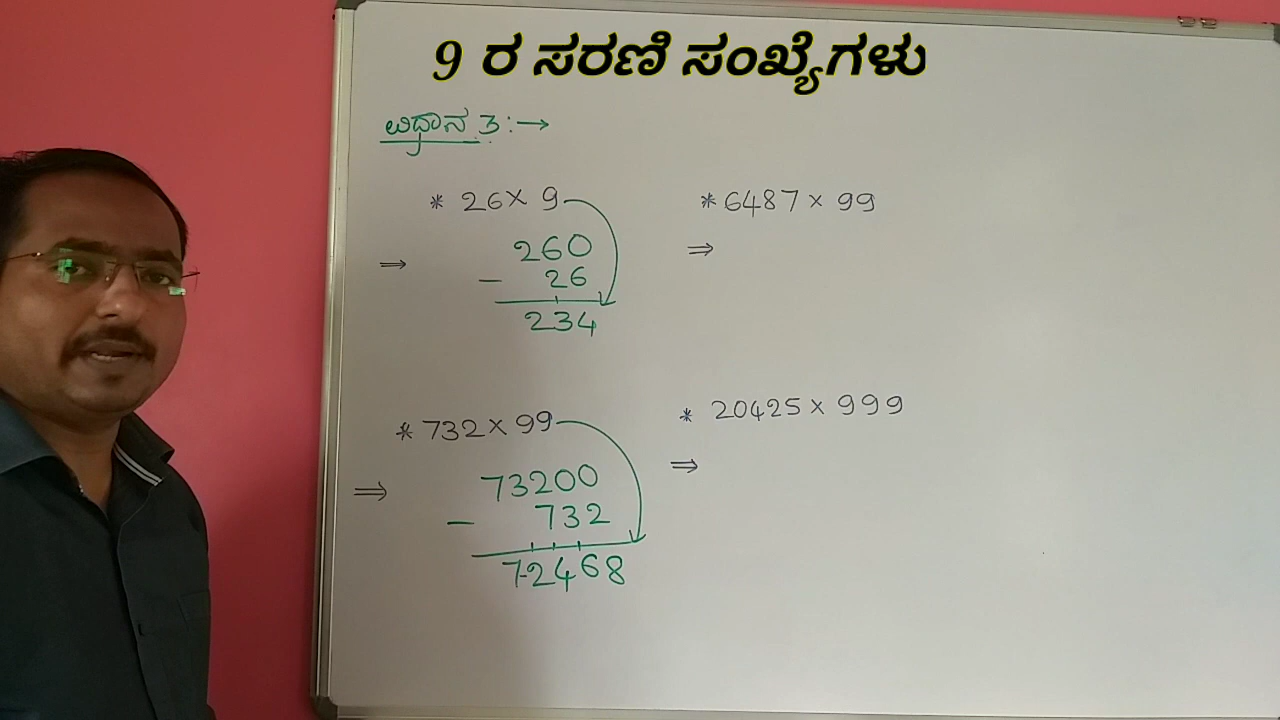 9 ರ ಸರಣಿ ಸಂಖ್ಯೆಗಳು
ವಿಧಾನ 3:→
* 26 × 9
⇒ 260
− 26
234
* 732 × 99
⇒ 73200
− 732
72468
* 6487 × 99
⇒
* 20425 × 999
⇒